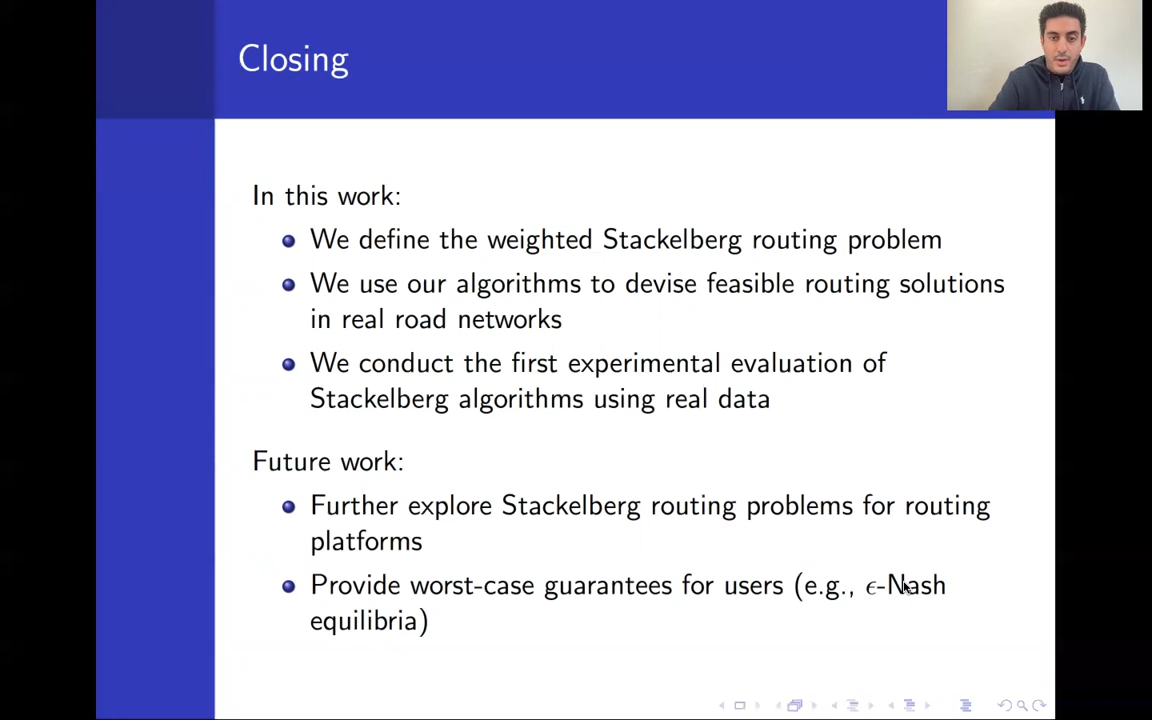 Closing
In this work:
We define the weighted Stackelberg routing problem
We use our algorithms to devise feasible routing solutions
in real road networks
We conduct the first experimental evaluation of
Stackelberg algorithms using real data
Future work:
Further explore Stackelberg routing problems for routing
platforms
Provide worst-case guarantees for users (e.g., ϵ-Nash
equilibria)